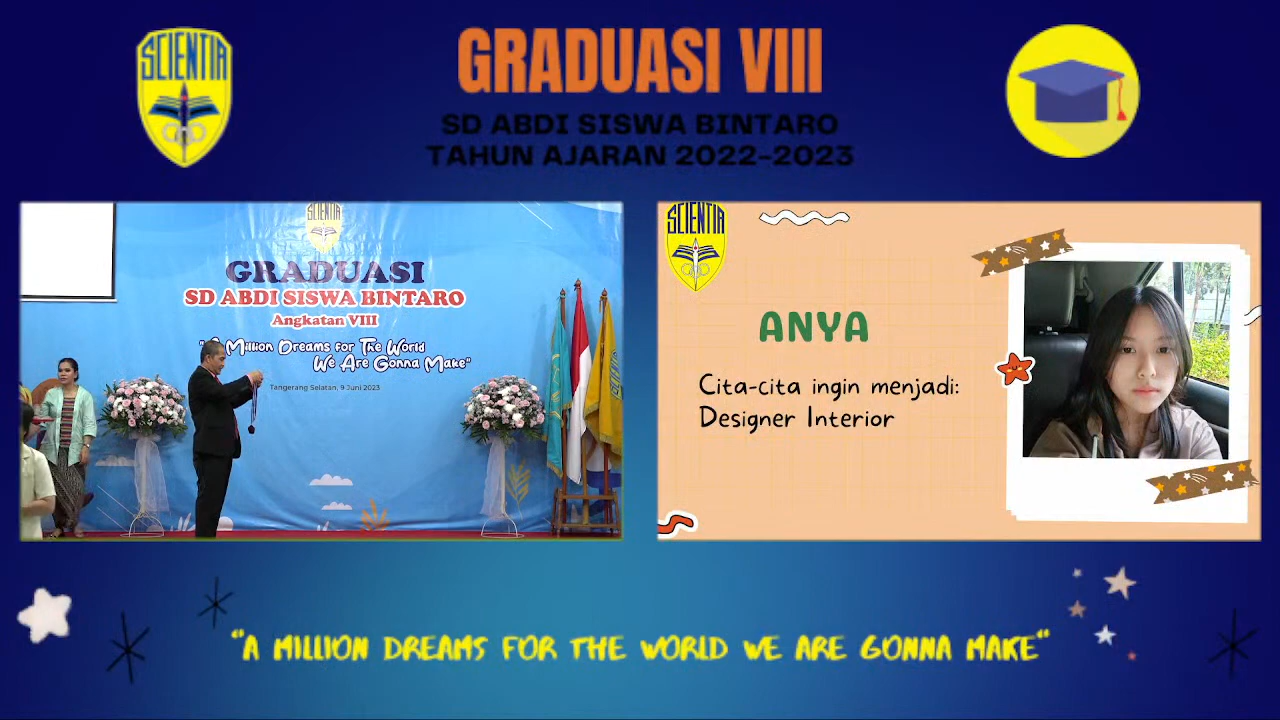 SCIENTIA
GRADUASI VIII
SD ABDI SISWA BINTARO
TAHUN AJARAN 2022-2023
SCIENTIA
GRADUASI
SD ABDI SISWA BINTARO
Angkatan VIII
Million Dreams for The World
We Are Gonna Make"
Tangerang Selatan, 9 Juni 2023
SCIENTIA
ANYA
Cita-cita ingin menjadi:
Designer Interior
"A MILLION DREAMS FOR THE WORLD WE ARE GONNA MAKE"